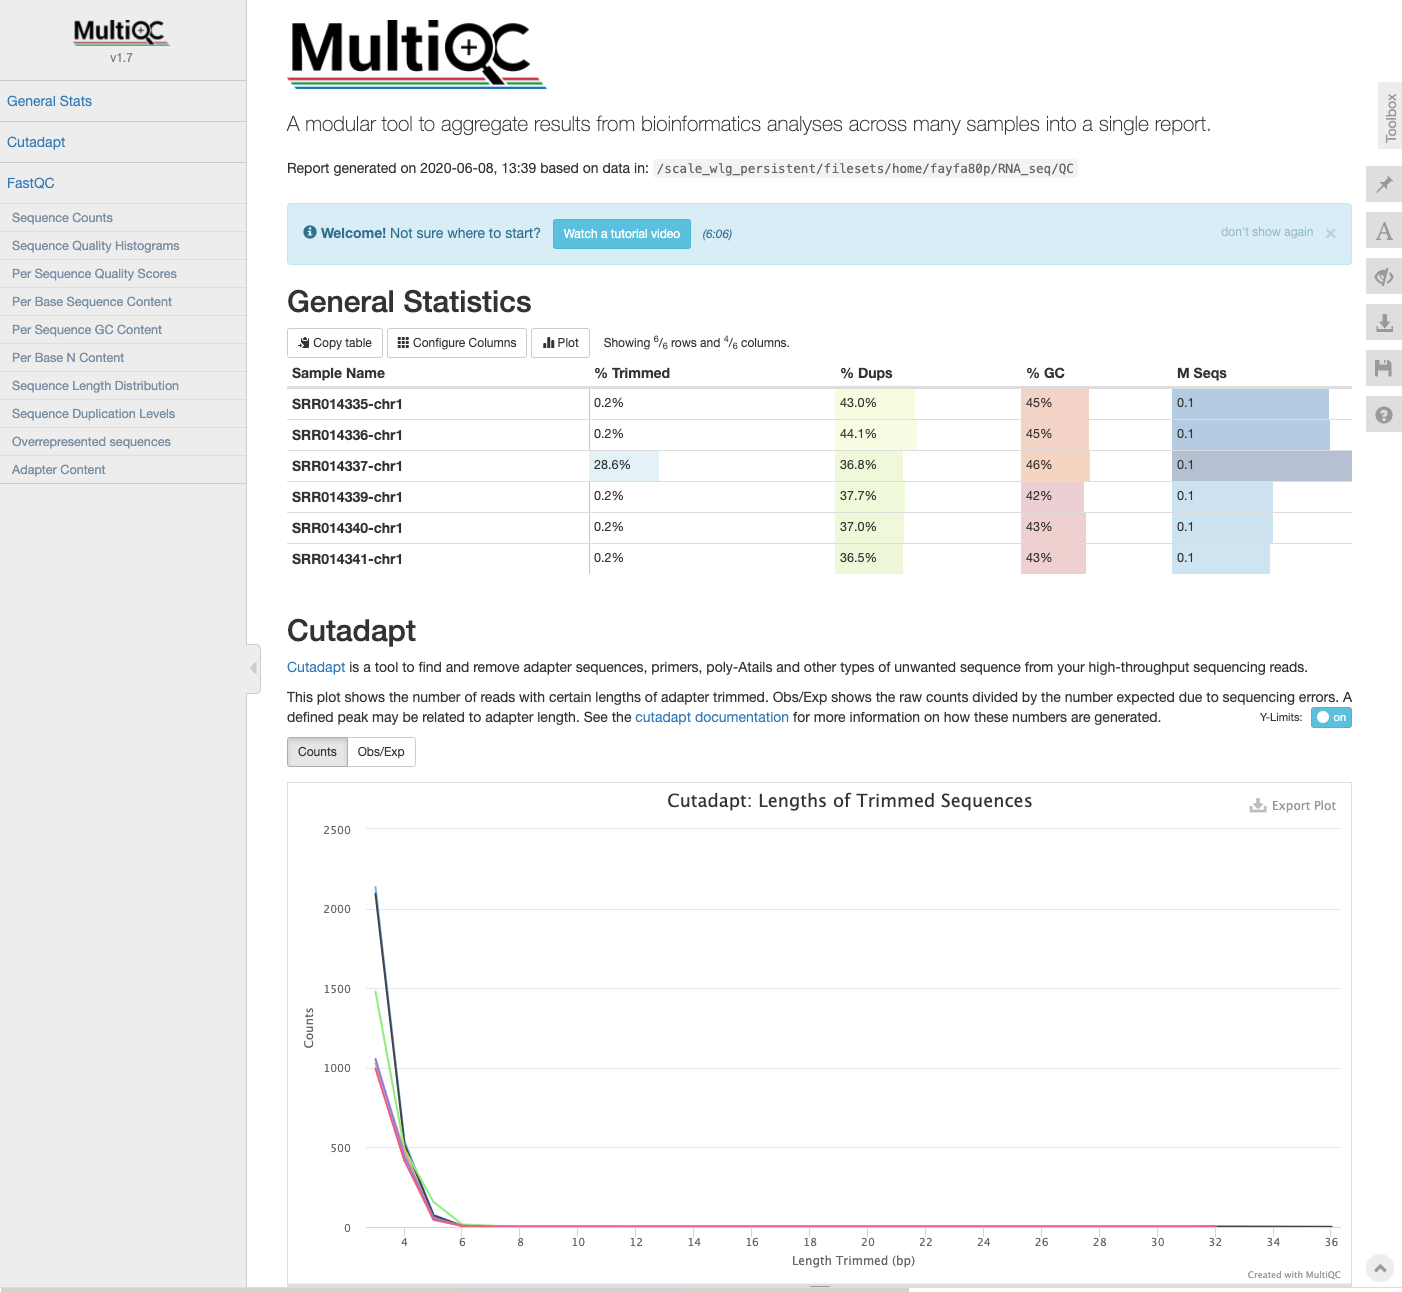 MultiQC
v1.7
General Stats
Cutadapt
FastQC
Sequence Counts
Sequence Quality Histograms
Per Sequence Quality Scores
Per Base Sequence Content
Per Sequence GC Content
Per Base N Content
Sequence Length Distribution
Sequence Duplication Levels
Overrepresented sequences
Adapter Content
MultiQC
A modular tool to aggregate results from bioinformatics analyses across many samples into a single report.
Report generated on 2020-06-08, 13:39 based on data in: /scale_wlg_persistent/filesets/home/fayfa80p/RNA_seq/QC
Welcome! Not sure where to start? Watch a tutorial video (6:06) don't show again ×
General Statistics
Copy table Configure Columns Plot Showing 6/6 rows and 4/6 columns.
Sample Name % Trimmed % Dups % GC M Seqs
SRR014335-chr1 0.2% 43.0% 45% 0.1
SRR014336-chr1 0.2% 44.1% 45% 0.1
SRR014337-chr1 28.6% 36.8% 46% 0.1
SRR014339-chr1 0.2% 37.7% 42% 0.1
SRR014340-chr1 0.2% 37.0% 43% 0.1
SRR014341-chr1 0.2% 36.5% 43% 0.1
Cutadapt
Cutadapt is a tool to find and remove adapter sequences, primers, poly-Atails and other types of unwanted sequence from your high-throughput sequencing reads.
This plot shows the number of reads with certain lengths of adapter trimmed. Obs/Exp shows the raw counts divided by the number expected due to sequencing errors. A
defined peak may be related to adapter length. See the cutadapt documentation for more information on how these numbers are generated.
Y-Limits: on
Counts Obs/Exp
Cutadapt: Lengths of Trimmed Sequences
Export Plot
2500
2000
1500
1000
500
0
Counts
4 6 8 10 12 14 16 18 20 22 24 26 28 30 32 34 36
Length Trimmed (bp)
Created with MultiQC
Toolbox
A